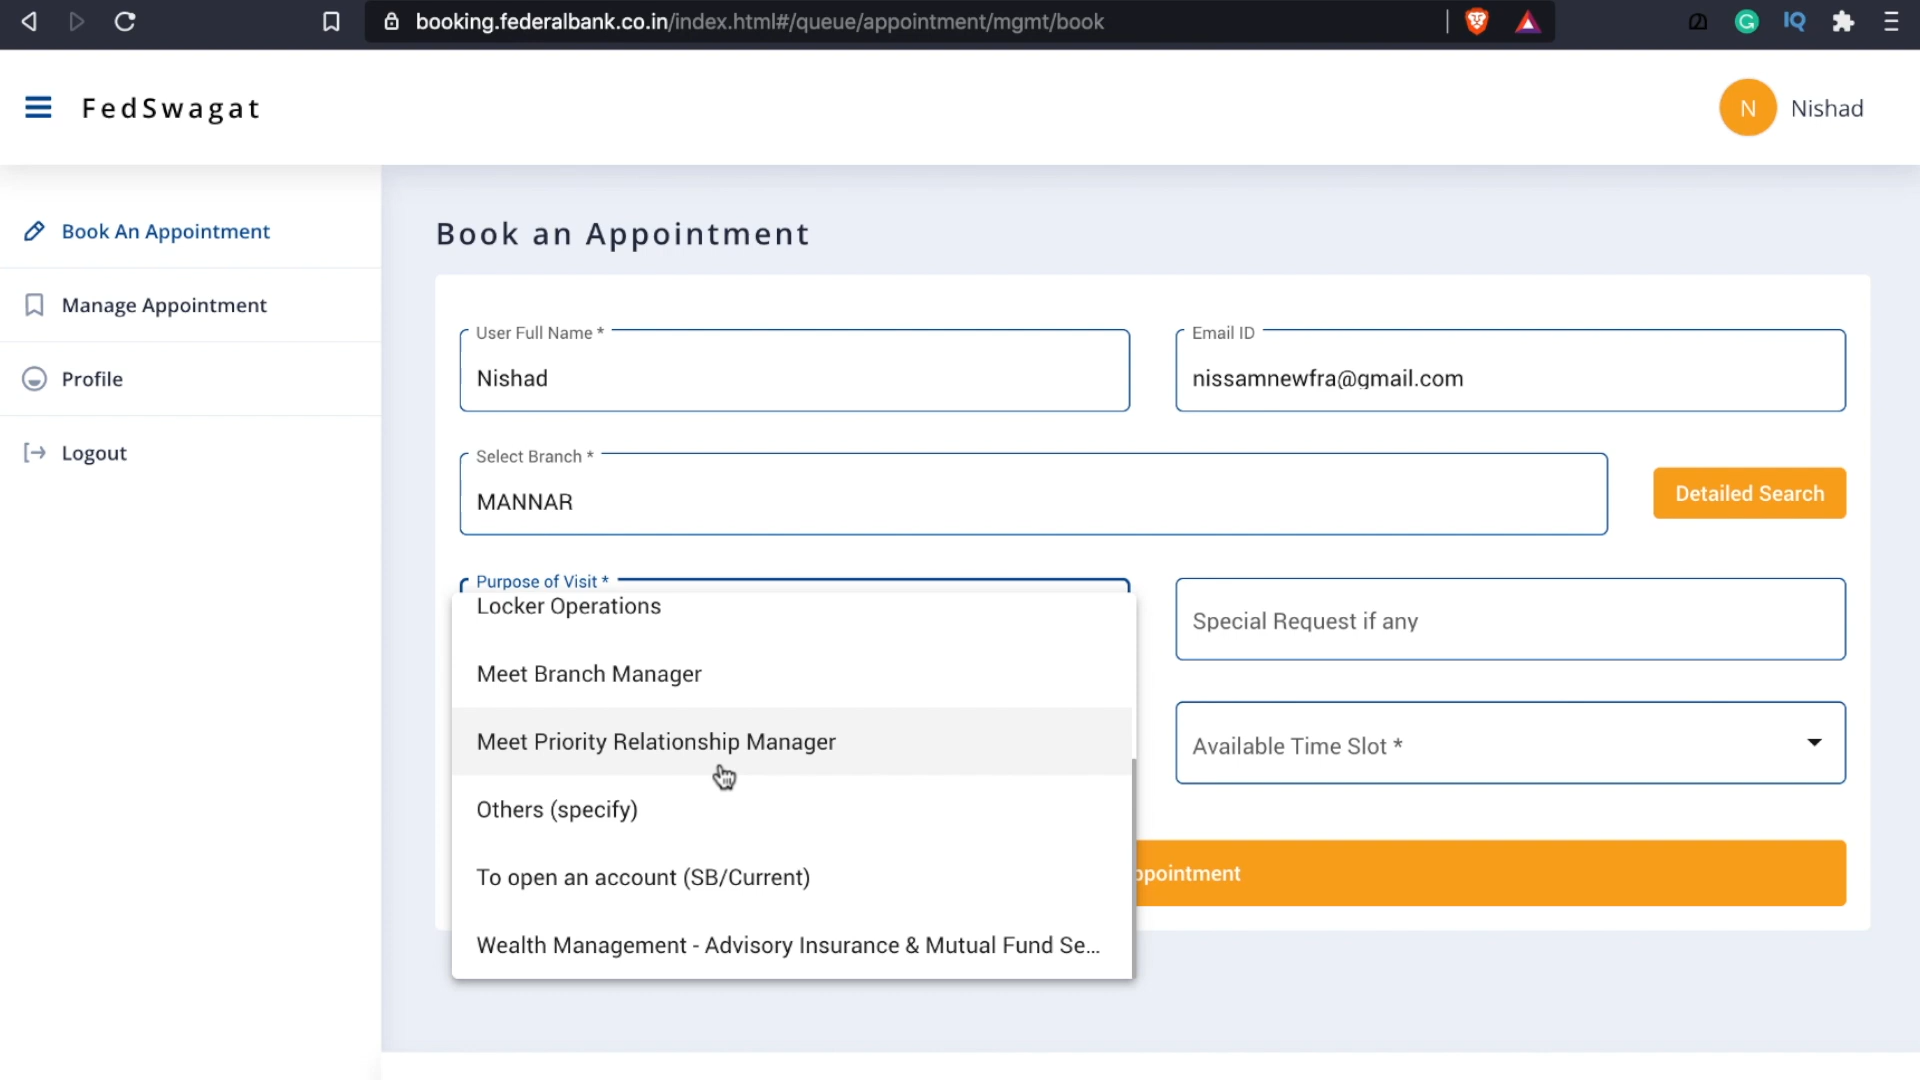 booking.federalbank.co.in/index.html#/queue/appointment/mgmt/book
IQ
FedSwagat
N Nishad
Book An Appointment
Manage Appointment
Profile
Logout
Book an Appointment
User Full Name *
Nishad
Email ID
nissamnewfra@gmail.com
Select Branch *
MANNAR
Detailed Search
Purpose of Visit *
Locker Operations
Meet Branch Manager
Meet Priority Relationship Manager
Others (specify)
To open an account (SB/Current)
Wealth Management - Advisory Insurance & Mutual Fund Se...
Special Request if any
Available Time Slot *
ppointment